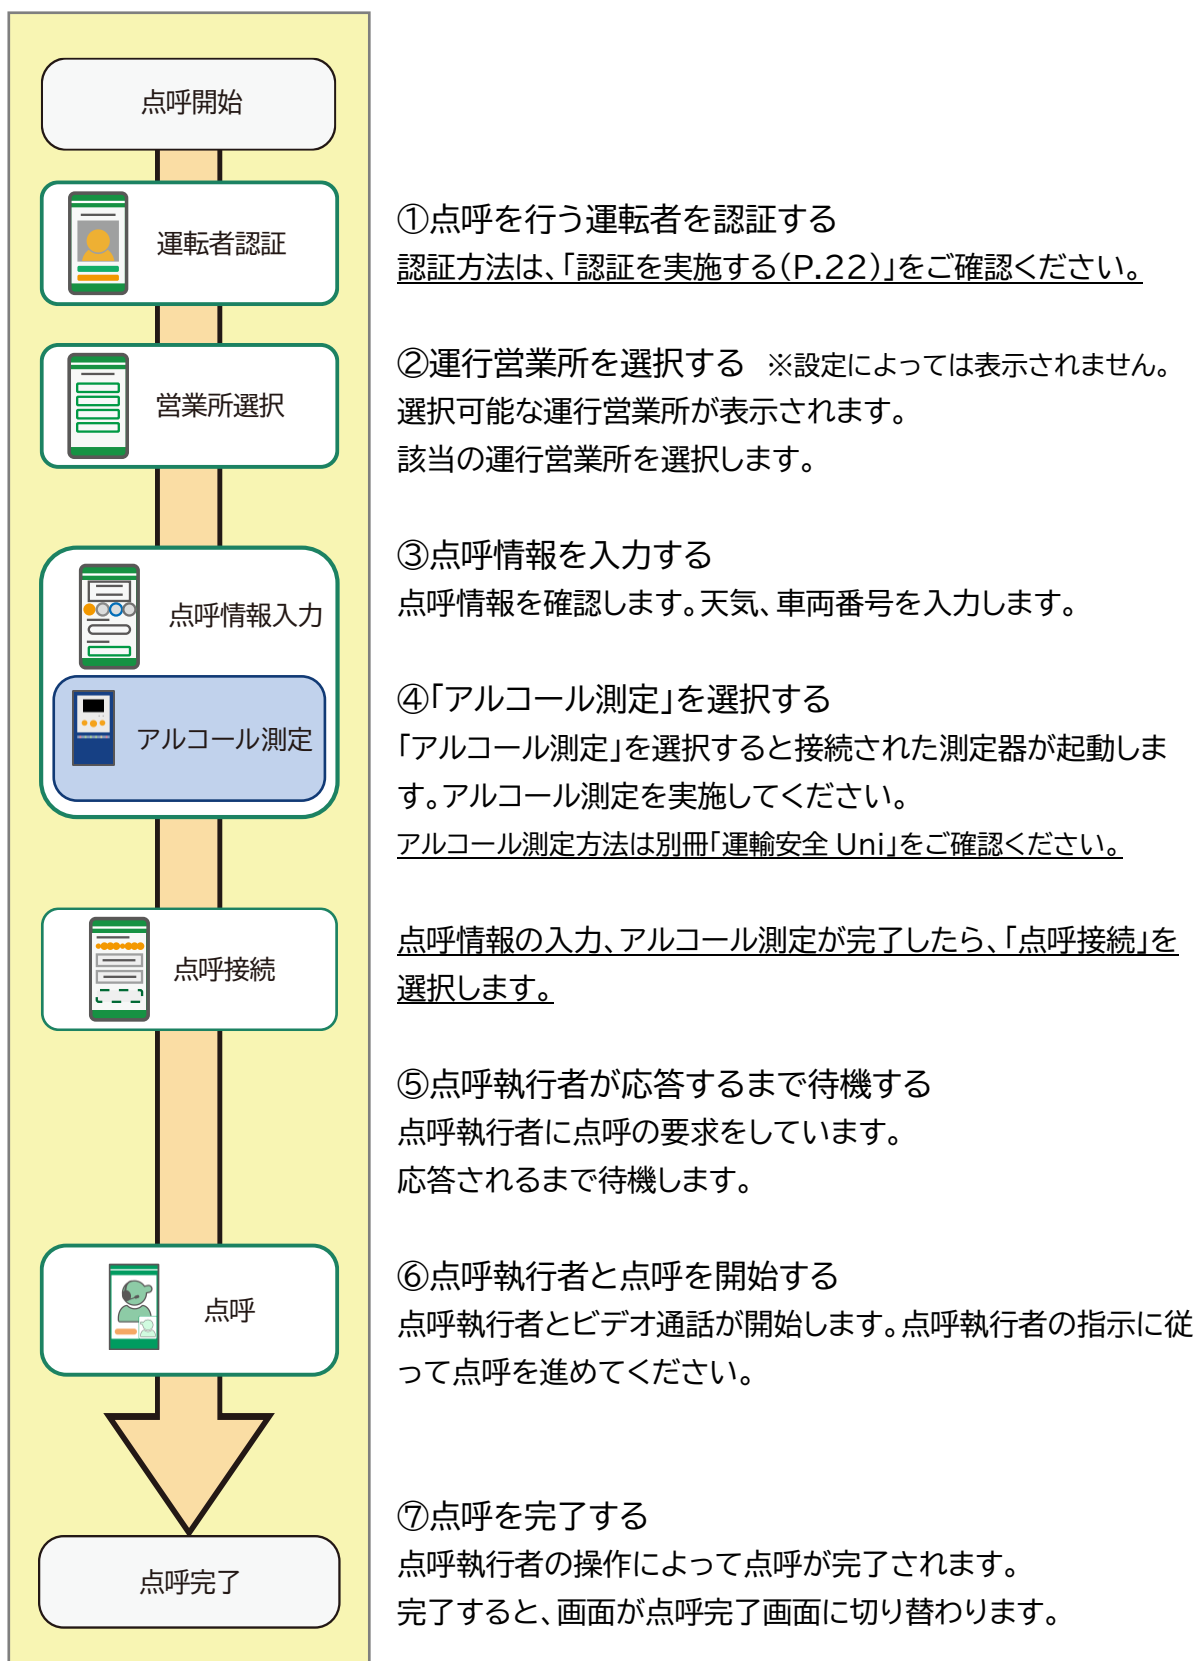 点呼開始
運転者認証
①点呼を行う運転者を認証する
認証方法は、「認証を実施する(P.22)」をご確認ください。
営業所選択
②運行営業所を選択する ※設定によっては表示されません。
選択可能な運行営業所が表示されます。
該当の運行営業所を選択します。
点呼情報入力
③点呼情報を入力する
点呼情報を確認します。天気、車両番号を入力します。
アルコール測定
④「アルコール測定」を選択する
「アルコール測定」を選択すると接続された測定器が起動しま
す。アルコール測定を実施してください。
アルコール測定方法は別冊「運輸安全 Uni」をご確認ください。
点呼接続
点呼情報の入力、アルコール測定が完了したら、「点呼接続」を
選択します。
⑤点呼執行者が応答するまで待機する
点呼執行者に点呼の要求をしています。
応答されるまで待機します。
点呼
⑥点呼執行者と点呼を開始する
点呼執行者とビデオ通話が開始します。点呼執行者の指示に従
って点呼を進めてください。
点呼完了
⑦点呼を完了する
点呼執行者の操作によって点呼が完了されます。
完了すると、画面が点呼完了画面に切り替わります。